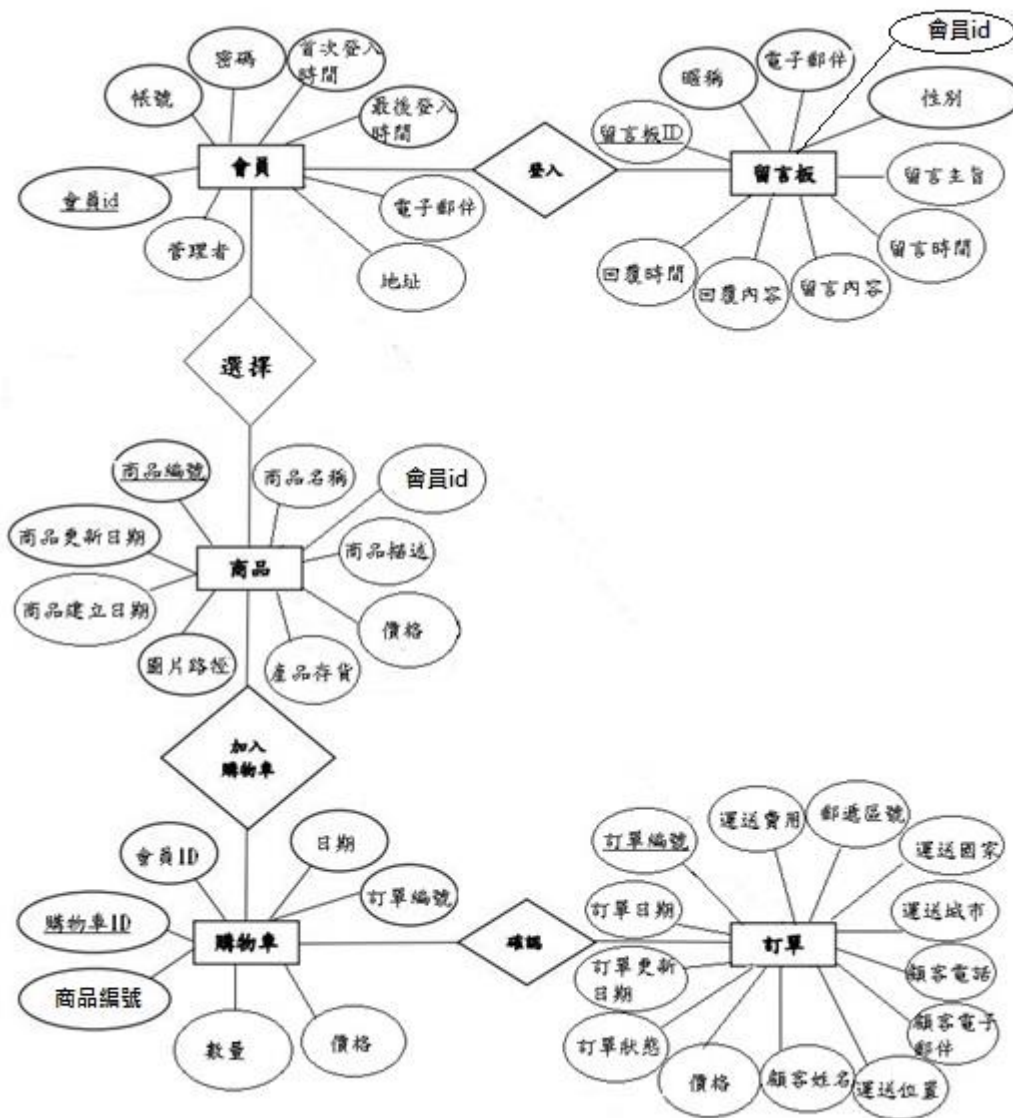 會員id
密碼
首次登入
時間
電子郵件
暱稱
帳號
最後登入
時間
性別
留言板ID
會員
登入
留言板
留言主旨
會員id
電子郵件
管理者
留言時間
地址
回覆時間
回覆內容
留言內容
選擇
商品編號
商品名稱
會員id
商品更新日期
商品描述
商品
商品建立日期
價格
圖片路徑
產品存貨
加入
購物車
會員ID
日期
訂單編號
運送費用
郵遞區號
訂單編號
運送國家
購物車ID
訂單日期
運送城市
購物車
確認
訂單
商品編號
訂單更新
日期
顧客電話
數量
價格
訂單狀態
顧客電子
郵件
價格
顧客姓名
運送位置